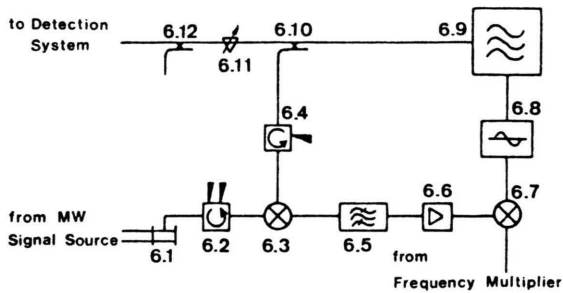 to Detection
System
6.12
6.11
6.10
6.9
6.4
6.8
6.6
6.7
from MW
Signal Source
6.1
6.2
6.3
6.5
from
Frequency Multiplier